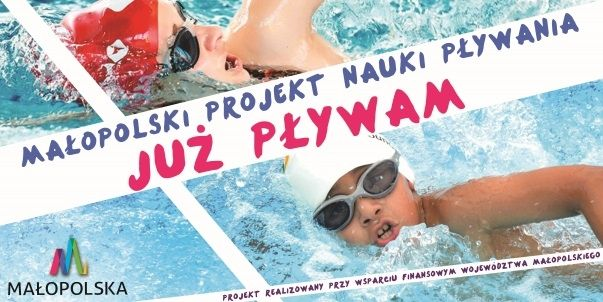 MAŁOPOLSKI PROJEKT NAUKI PŁYWANIA
JUŻ PŁYWAM
MAŁOPOLSKA
PROJEKT REALIZOWANY PRZY WSPARCIU FINANSOWYM WOJEWÓDZTWA MAŁOPOLSKIEGO